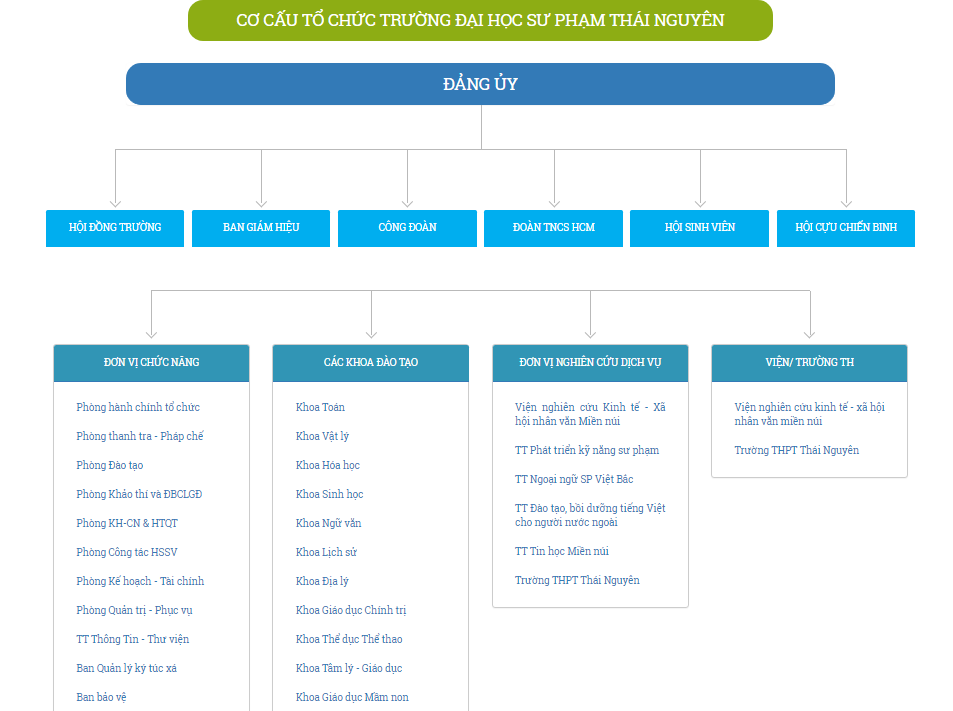 CƠ CẤU TỔ CHỨC TRƯỜNG ĐẠI HỌC SƯ PHẠM THÁI NGUYÊN
ĐẢNG ỦY
HỘI ĐỒNG TRƯỜNG
BAN GIÁM HIỆU
CÔNG ĐOÀN
ĐOÀN TNCS HCM
HỘI SINH VIÊN
HỘI CỰU CHIẾN BINH
ĐƠN VỊ CHỨC NĂNG
Phòng hành chính tổ chức
Phòng thanh tra - Pháp chế
Phòng Đào tạo
Phòng Khảo thí và ĐBCLGD
Phòng KH-CN & HTQT
Phòng Công tác HSSV
Phòng Kế hoạch - Tài chính
Phòng Quản trị - Phục vụ
TT Thông Tin - Thư viện
Ban Quản lý ký túc xá
Ban bảo vệ
CÁC KHOA ĐÀO TẠO
Khoa Toán
Khoa Vật lý
Khoa Hóa học
Khoa Sinh học
Khoa Ngữ văn
Khoa Lịch sử
Khoa Địa lý
Khoa Giáo dục Chính trị
Khoa Thể dục Thể thao
Khoa Tâm lý - Giáo dục
Khoa Giáo dục Mầm non
ĐƠN VỊ NGHIÊN CỨU DỊCH VỤ
Viện nghiên cứu Kinh tế - Xã
hội nhân văn Miền núi
TT Phát triển kỹ năng sư phạm
TT Ngoại ngữ SP Việt Bắc
TT Đào tạo, bồi dưỡng tiếng Việt
cho người nước ngoài
TT Tin học Miền núi
Trường THPT Thái Nguyên
VIỆN/ TRƯỜNG TH
Viện nghiên cứu kinh tế - xã hội
nhân văn miền núi
Trường THPT Thái Nguyên